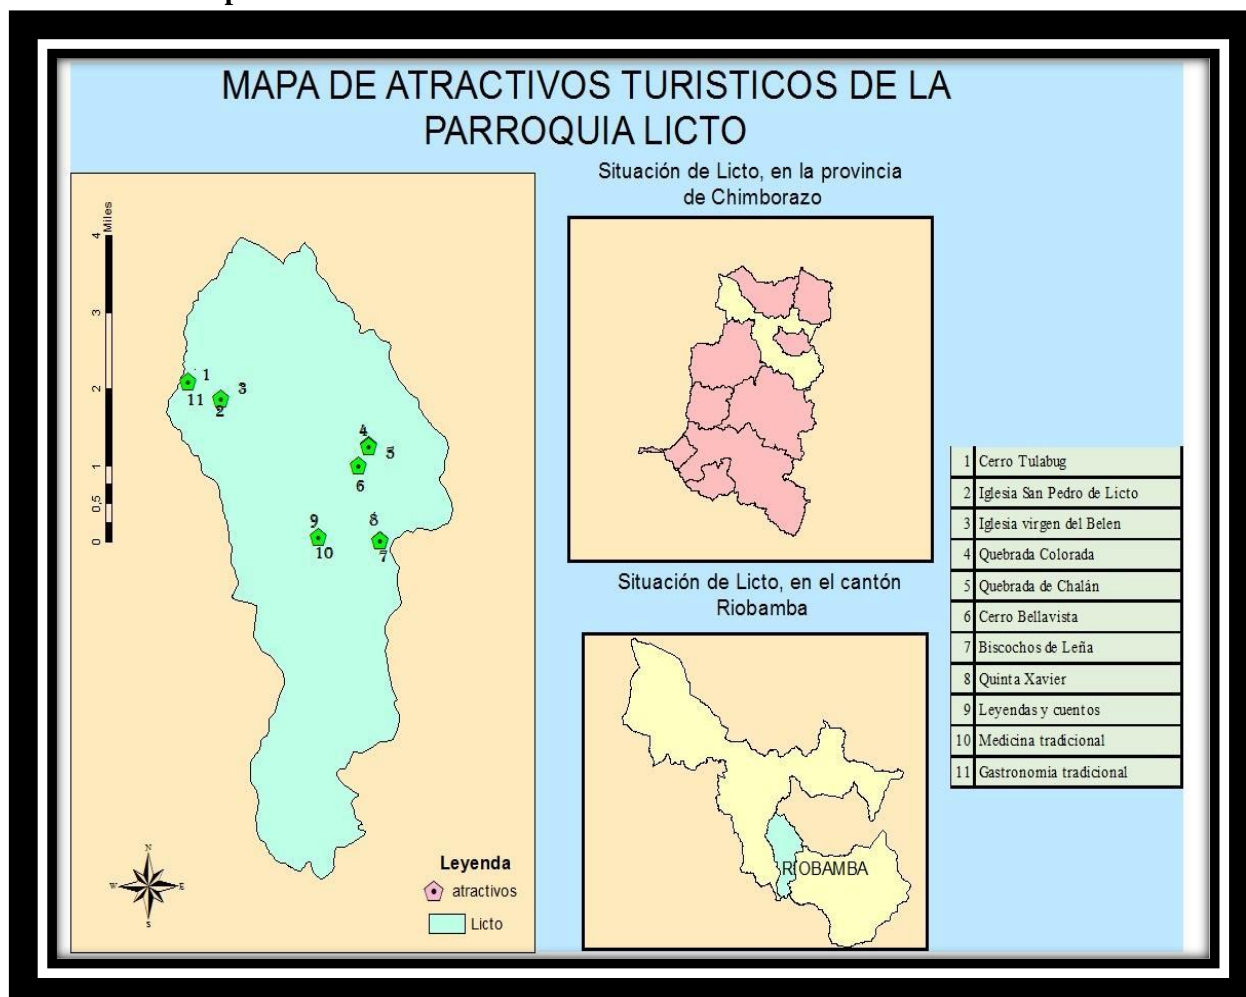 MAPA DE ATRACTIVOS TURISTICOS DE LA
PARROQUIA LICTO
Situación de Licto, en la provincia
de Chimborazo
Miles
4
3
2
1
0,5
0
1
11
3
2
4
5
6
9
10
8
7
N
W
E
S
Leyenda
atractivos
Licto
Situación de Licto, en el cantón
Riobamba
RIOBAMBA
1 Cerro Tulabug
2 Iglesia San Pedro de Licto
3 Iglesia virgen del Belen
4 Quebrada Colorada
5 Quebrada de Chalán
6 Cerro Bellavista
7 Biscochos de Leña
8 Quinta Xavier
9 Leyendas y cuentos
10 Medicina tradicional
11 Gastronomia tradicional